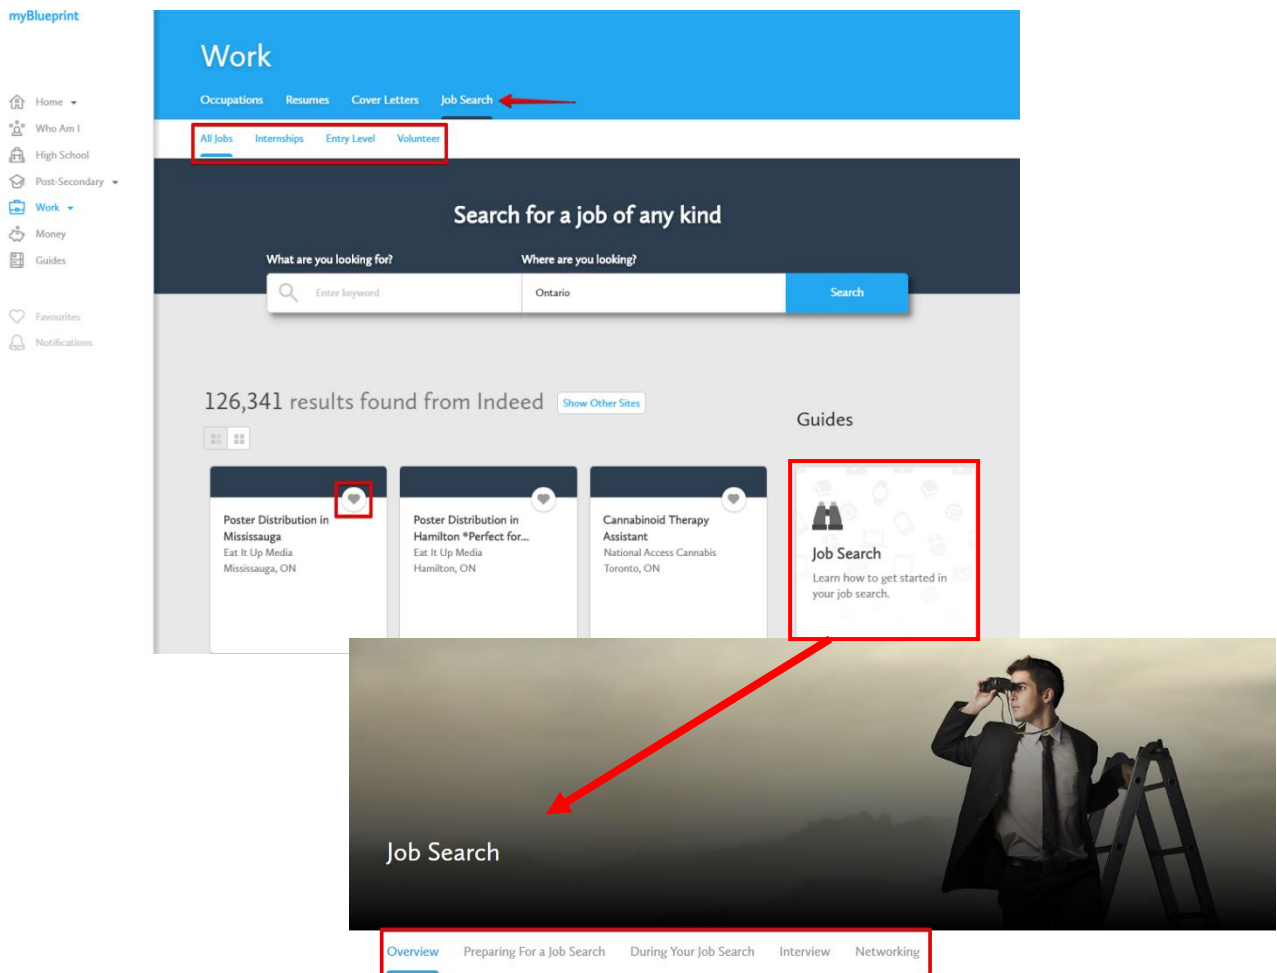 myBlueprint
Work
Occupations Resumes Cover Letters Job Search
Home
Who Am I
High School
Post-Secondary
Work
Money
Guides
Favourites
Notifications
All Jobs Internships Entry Level Volunteer
Search for a job of any kind
What are you looking for? Where are you looking?
Enter keyword Ontario Search
126,341 results found from Indeed Show Other Sites
Guides
Poster Distribution in
Mississauga
Eat It Up Media
Mississauga, ON
Poster Distribution in
Hamilton *Perfect for...
Eat It Up Media
Hamilton, ON
Cannabinoid Therapy
Assistant
National Access Cannabis
Toronto, ON
Job Search
Learn how to get started in
your job search.
Job Search
Overview Preparing For a Job Search During Your Job Search Interview Networking